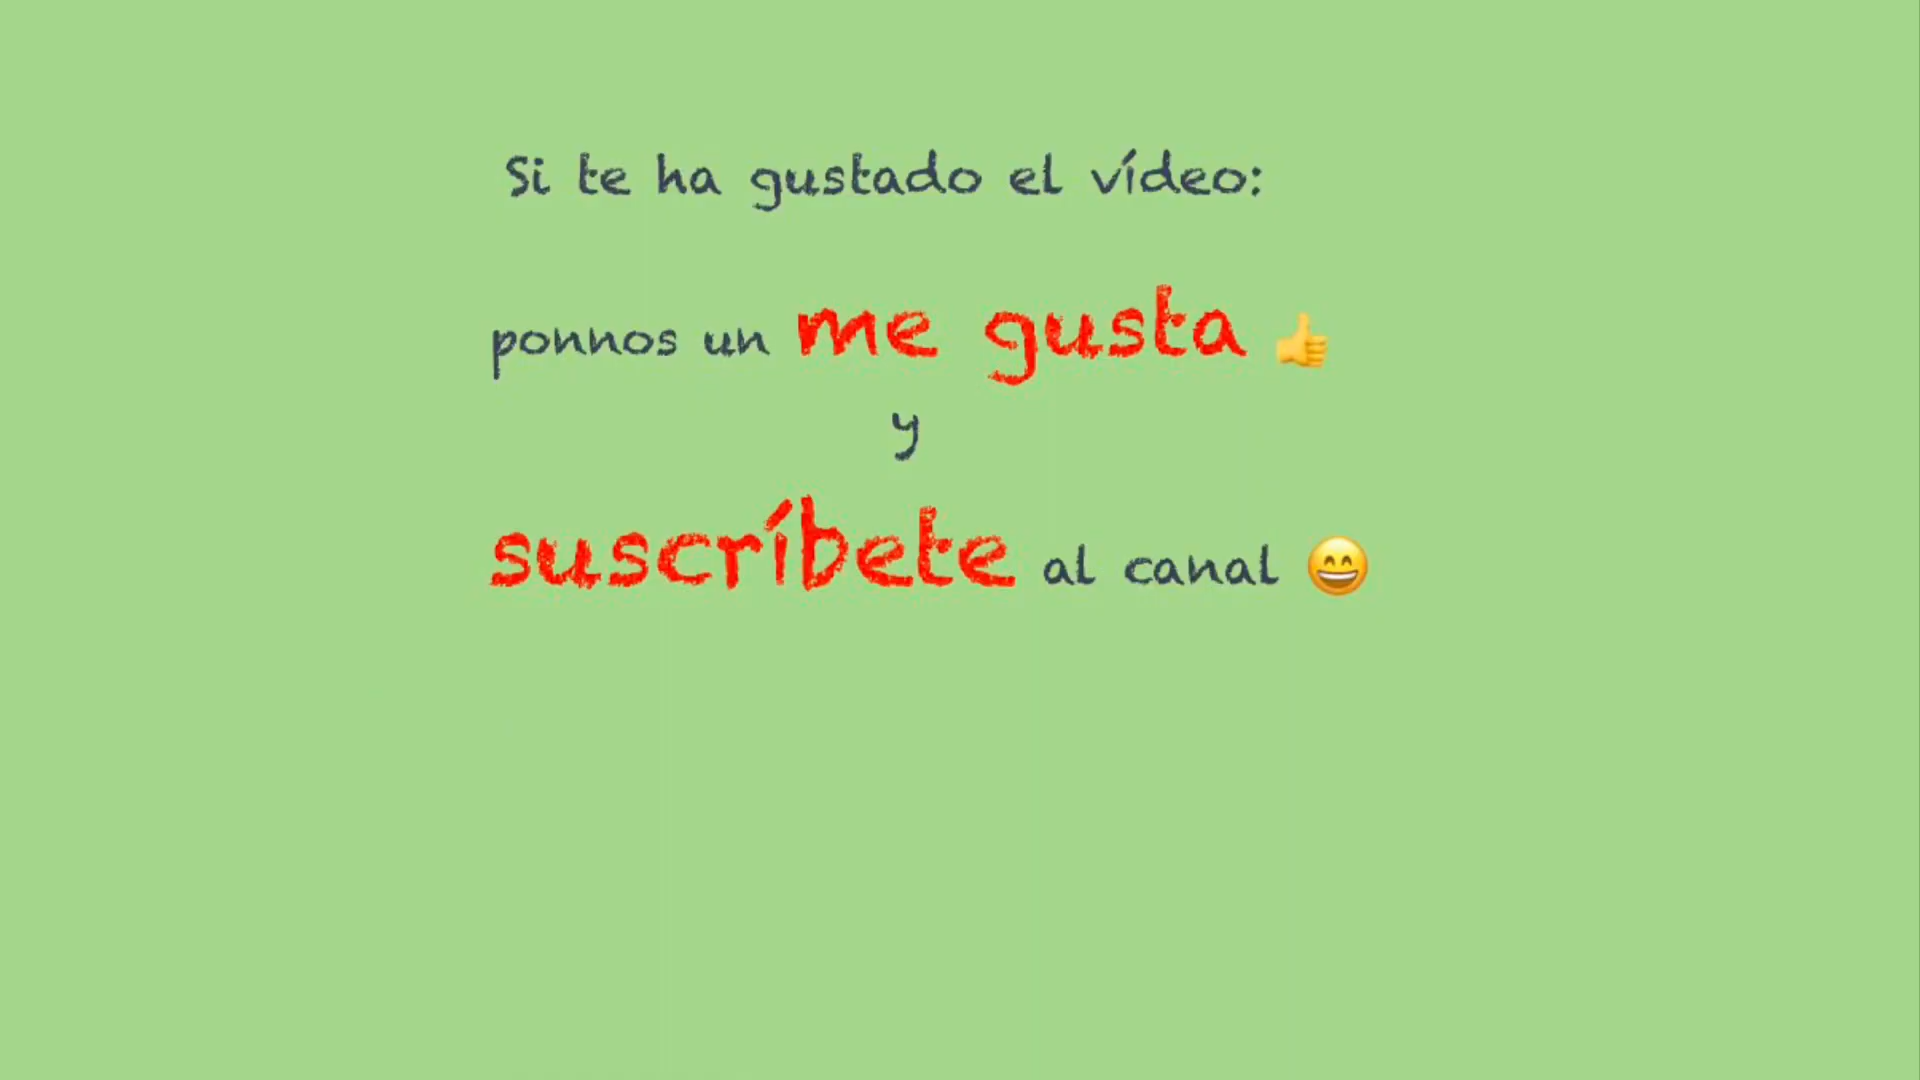 Si te ha gustado el vídeo:
ponnos un me gusta 👍
y
suscríbete al canal 😄